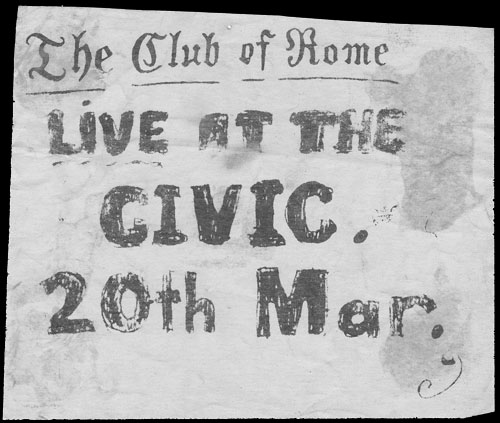 The Club of Rome
LIVE AT THE
CIVIC.
20th Mar.